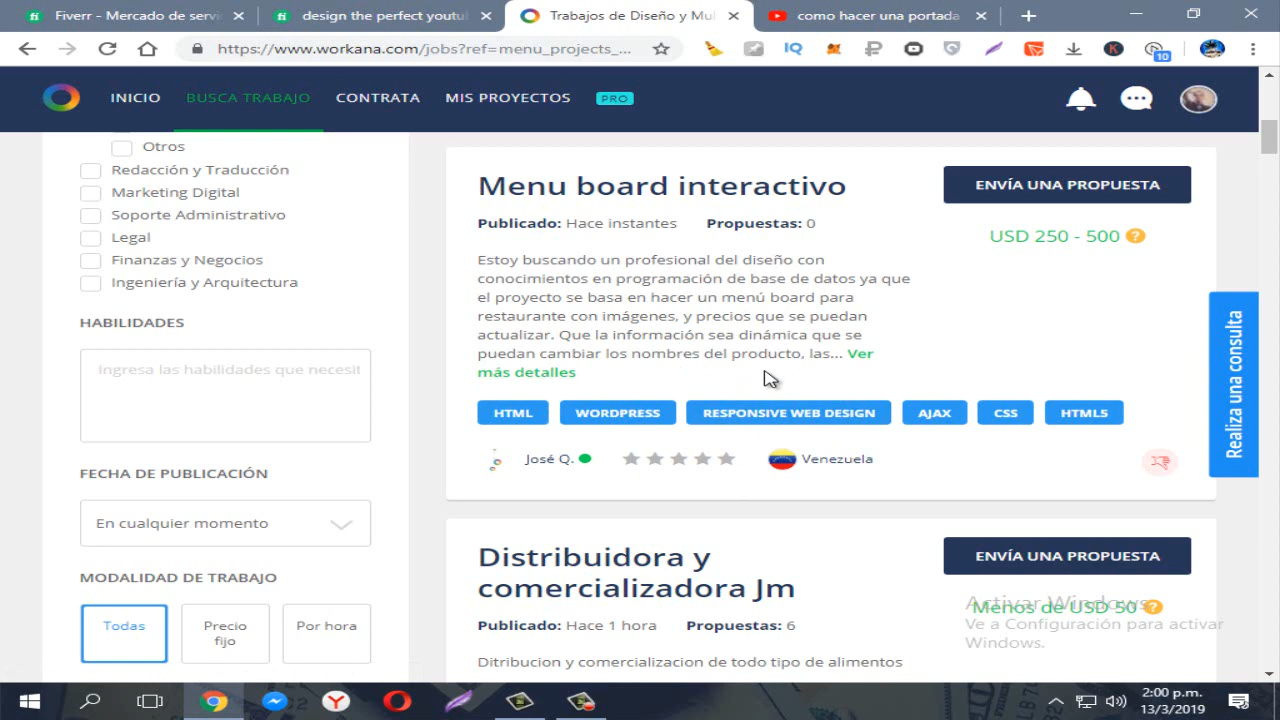 Fiverr - Mercado de servi
design the perfect youtu
Trabajos de Diseño y Mul
como hacer una portada
https://www.workana.com/jobs?ref=menu_projects_...
IQ
K
10
INICIO
BUSCA TRABAJO
CONTRATA
MIS PROYECTOS
PRO
Otros
Redacción y Traducción
Marketing Digital
Soporte Administrativo
Legal
Finanzas y Negocios
Ingeniería y Arquitectura
HABILIDADES
Ingresa las habilidades que necesit
FECHA DE PUBLICACIÓN
En cualquier momento
MODALIDAD DE TRABAJO
Todas
Precio
fijo
Por hora
Menu board interactivo
ENVÍA UNA PROPUESTA
Publicado: Hace instantes Propuestas: 0
USD 250 - 500 ?
Estoy buscando un profesional del diseño con
conocimientos en programación de base de datos ya que
el proyecto se basa en hacer un menú board para
restaurante con imágenes, y precios que se puedan
actualizar. Que la información sea dinámica que se
puedan cambiar los nombres del producto, las... Ver
más detalles
HTML WORDPRESS RESPONSIVE WEB DESIGN AJAX CSS HTML5
José Q. Venezuela
Realiza una consulta
Distribuidora y
comercializadora Jm
ENVÍA UNA PROPUESTA
Menos de USD 50 ?
Publicado: Hace 1 hora Propuestas: 6
Ditribucion y comercializacion de todo tipo de alimentos
Activar Windows
Ve a Configuración para activar
Windows.
2:00 p.m.
13/3/2019